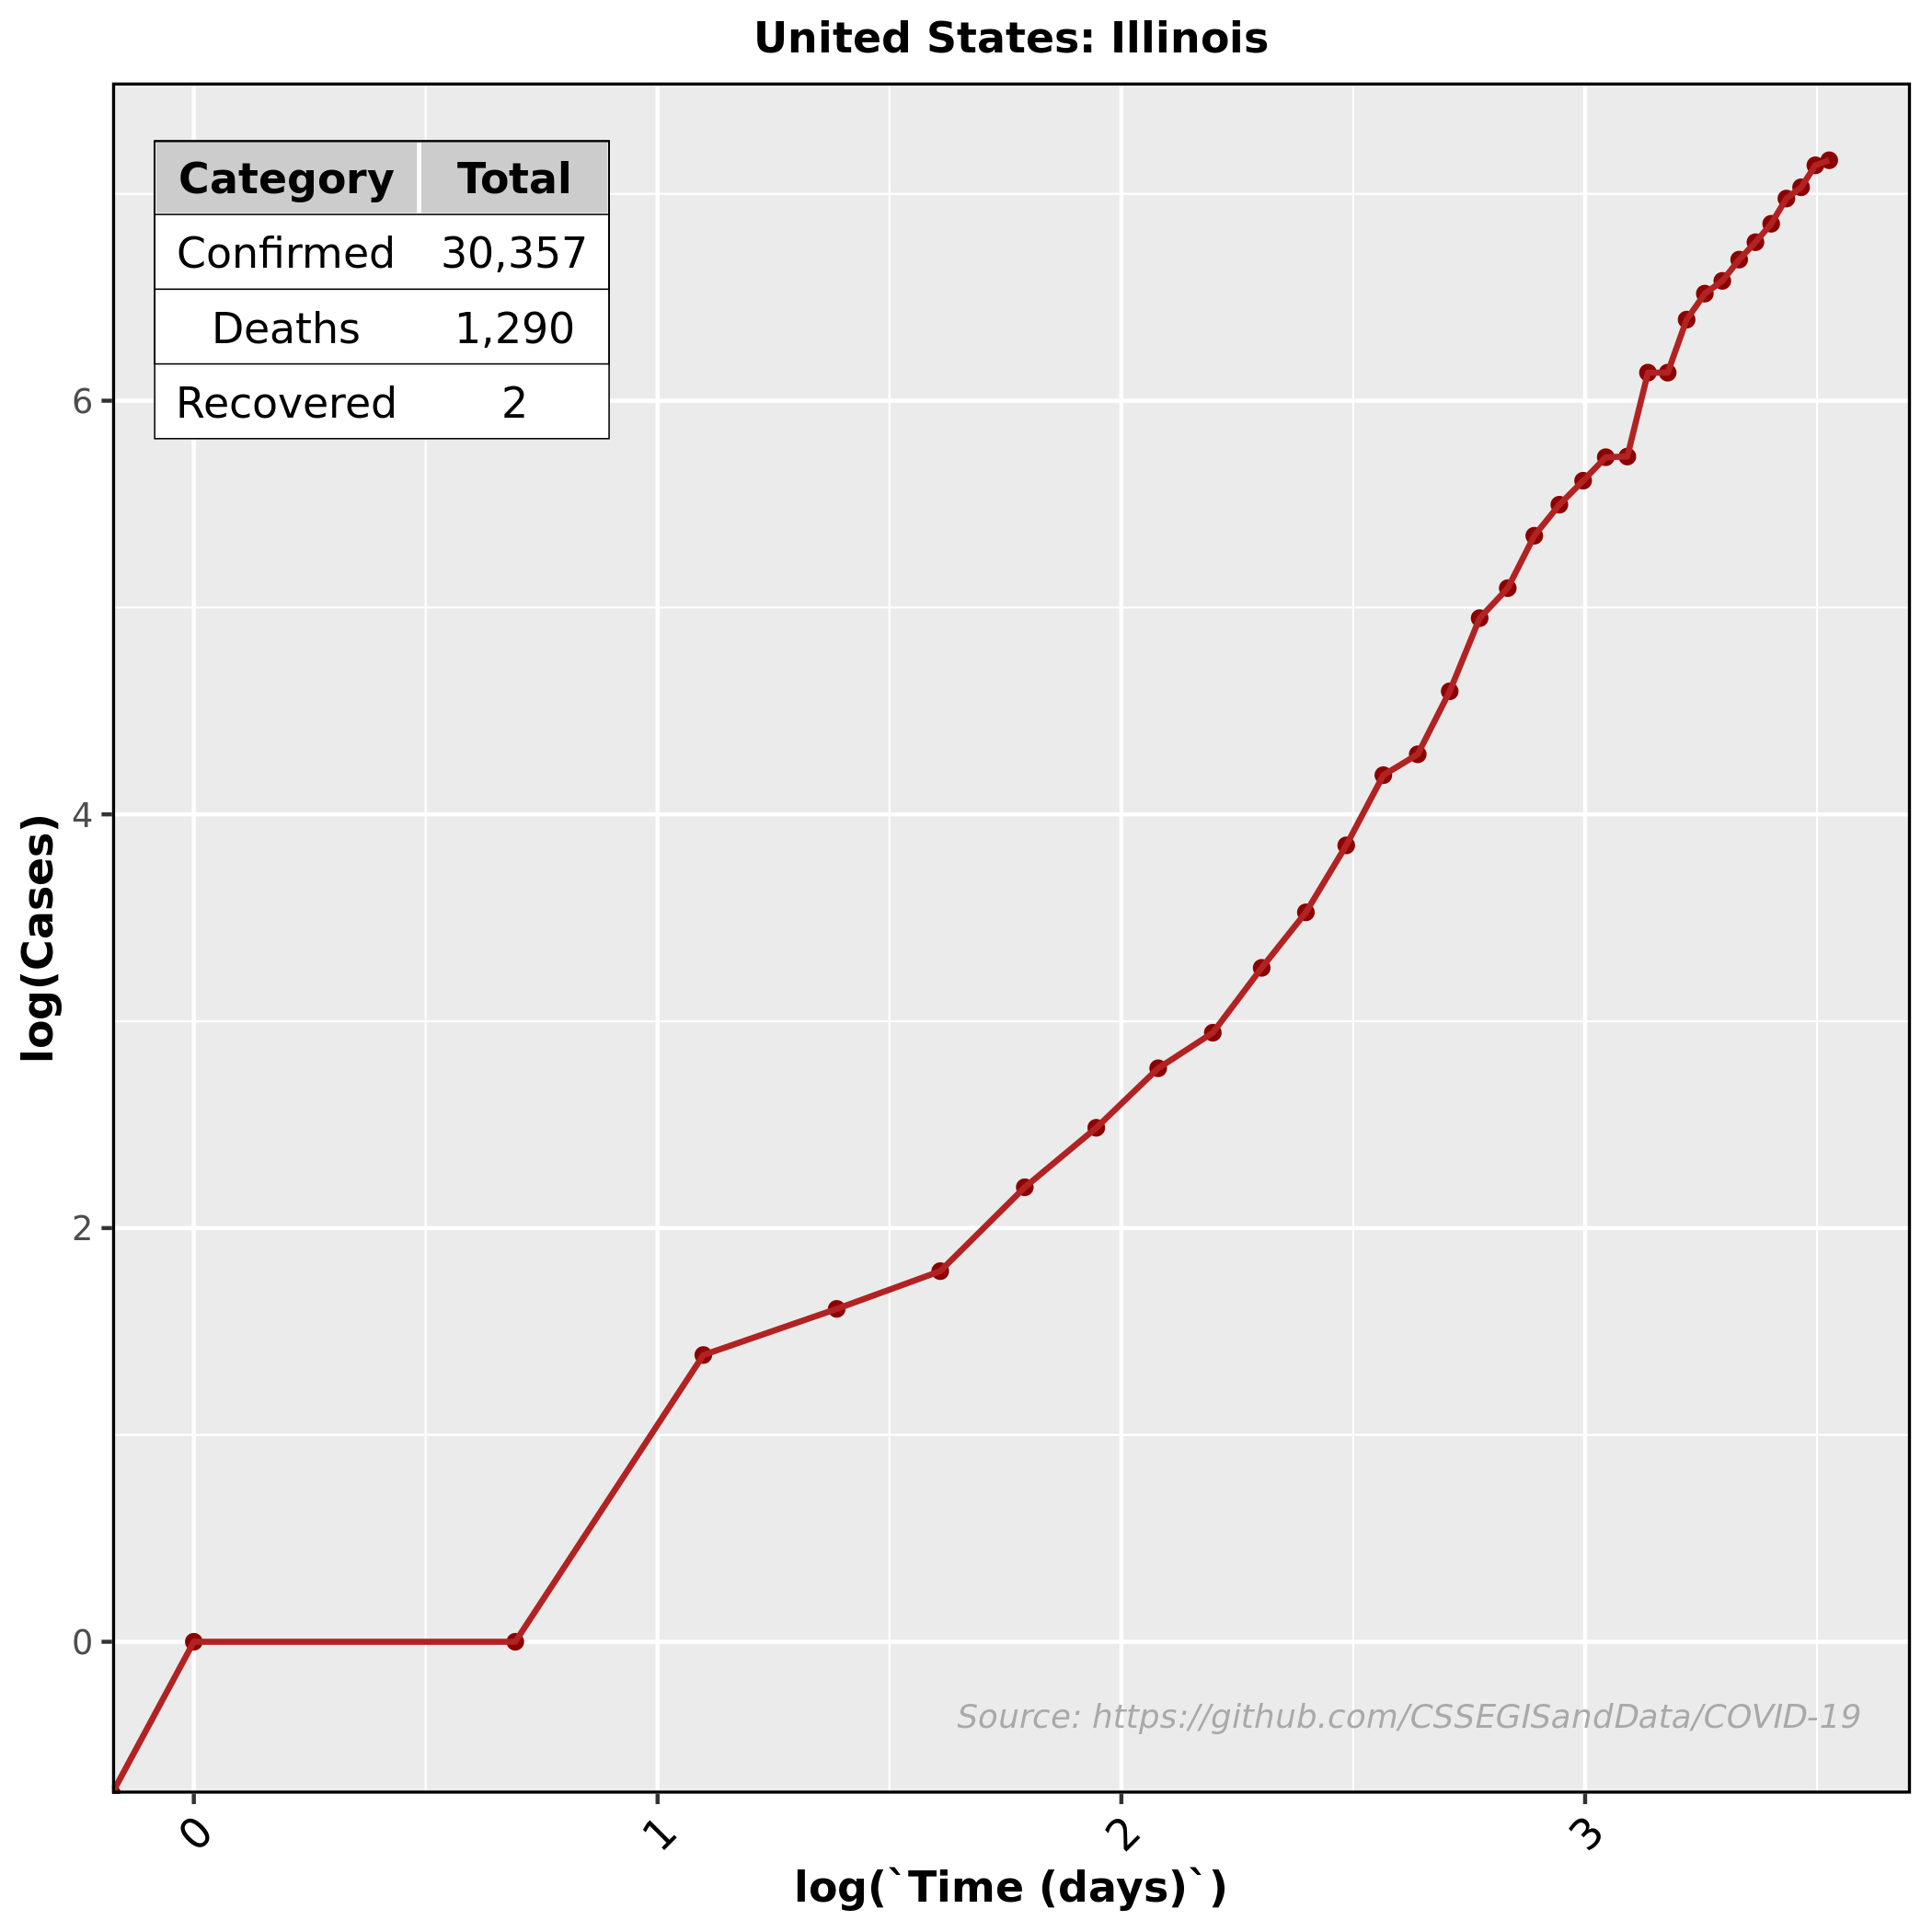 United States: Illinois
Category Total
Confirmed 30,357
Deaths 1,290
Recovered 2
6
4
2
0
log(Cases)
Source: https://github.com/CSSEGISandData/COVID-19
0 1 2 3
log(`Time (days)`)